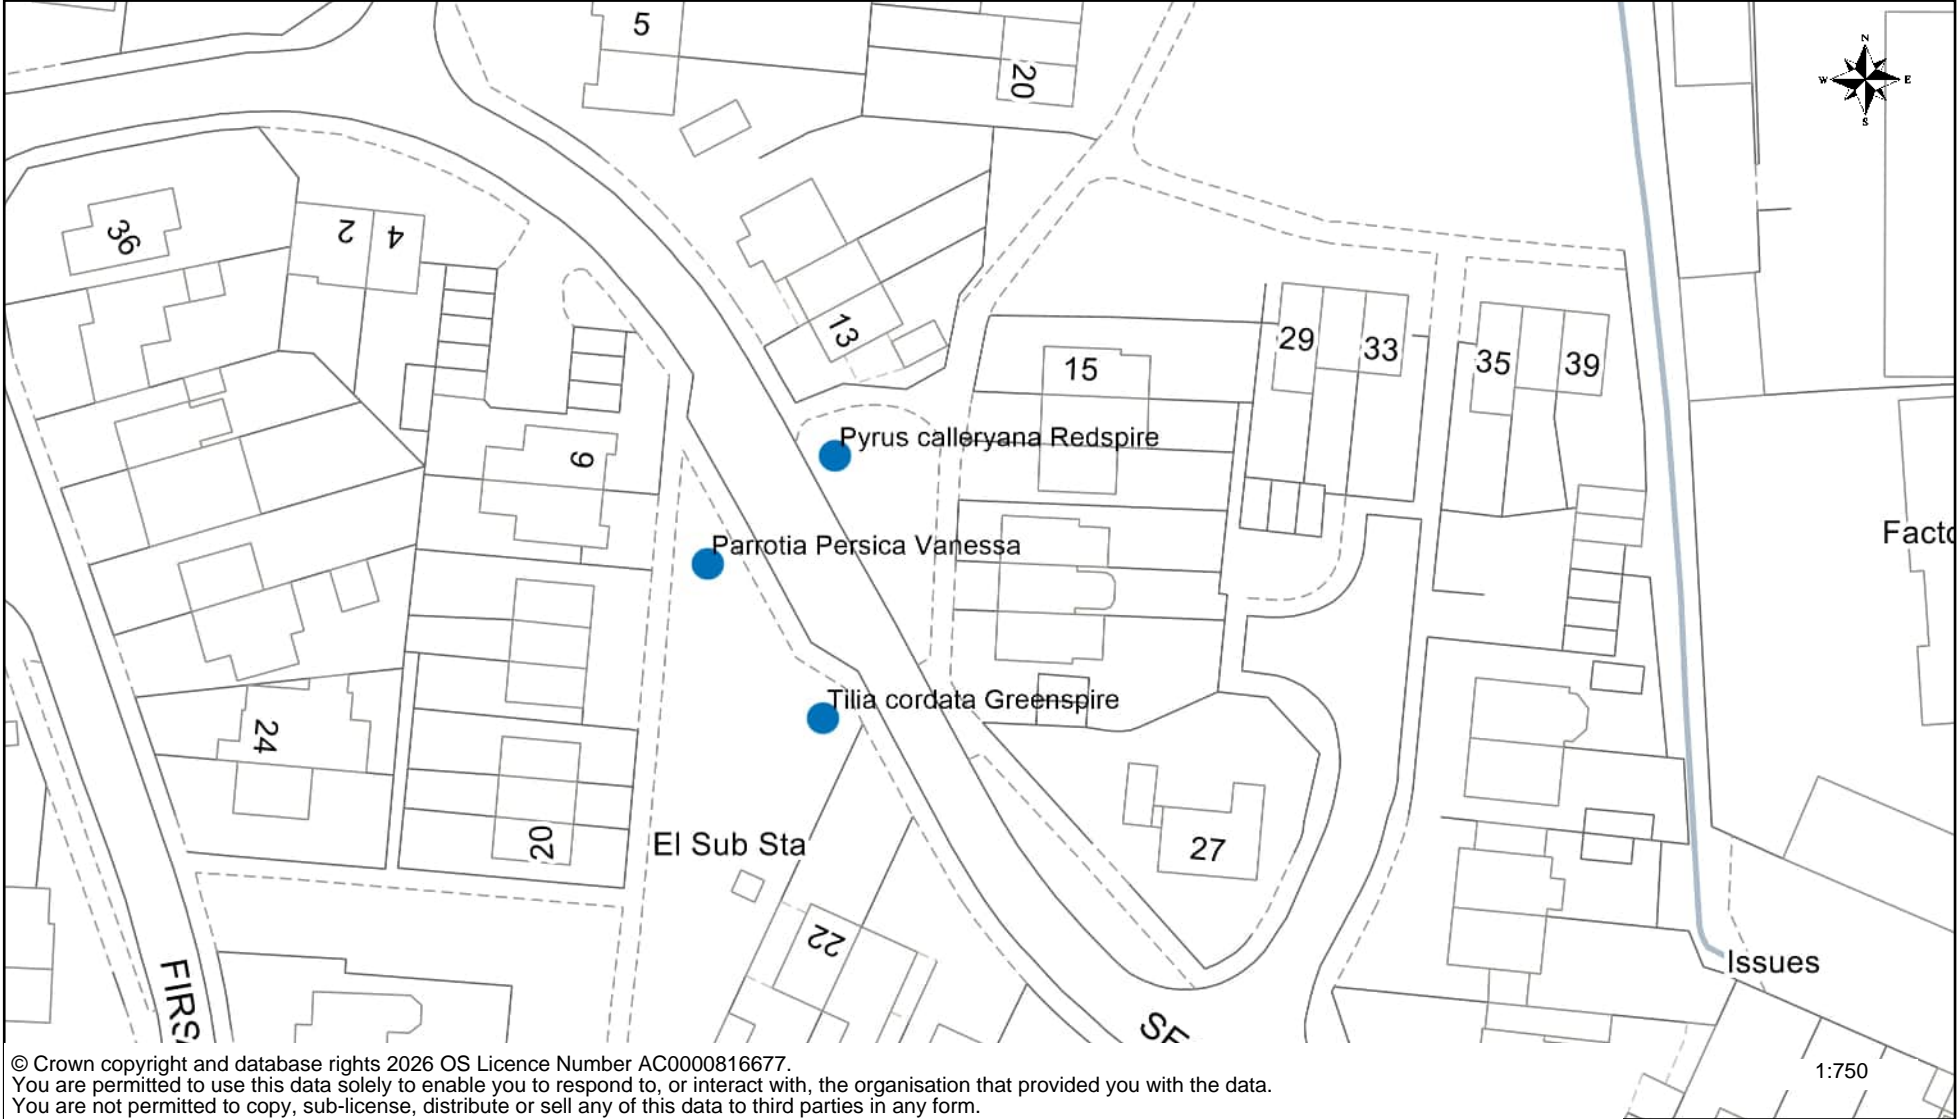 5
20
N
W E
S
36
2
4
13
29
33
15
35
39
Pyrus calleryana Redspire
9
Facto
Parrotia Persica Vanessa
Tilia cordata Greenspire
24
20
El Sub Sta
27
22
Issues
FIRS
SE
© Crown copyright and database rights 2026 OS Licence Number AC0000816677.
1:750
You are permitted to use this data solely to enable you to respond to, or interact with, the organisation that provided you with the data.
You are not permitted to copy, sub-license, distribute or sell any of this data to third parties in any form.